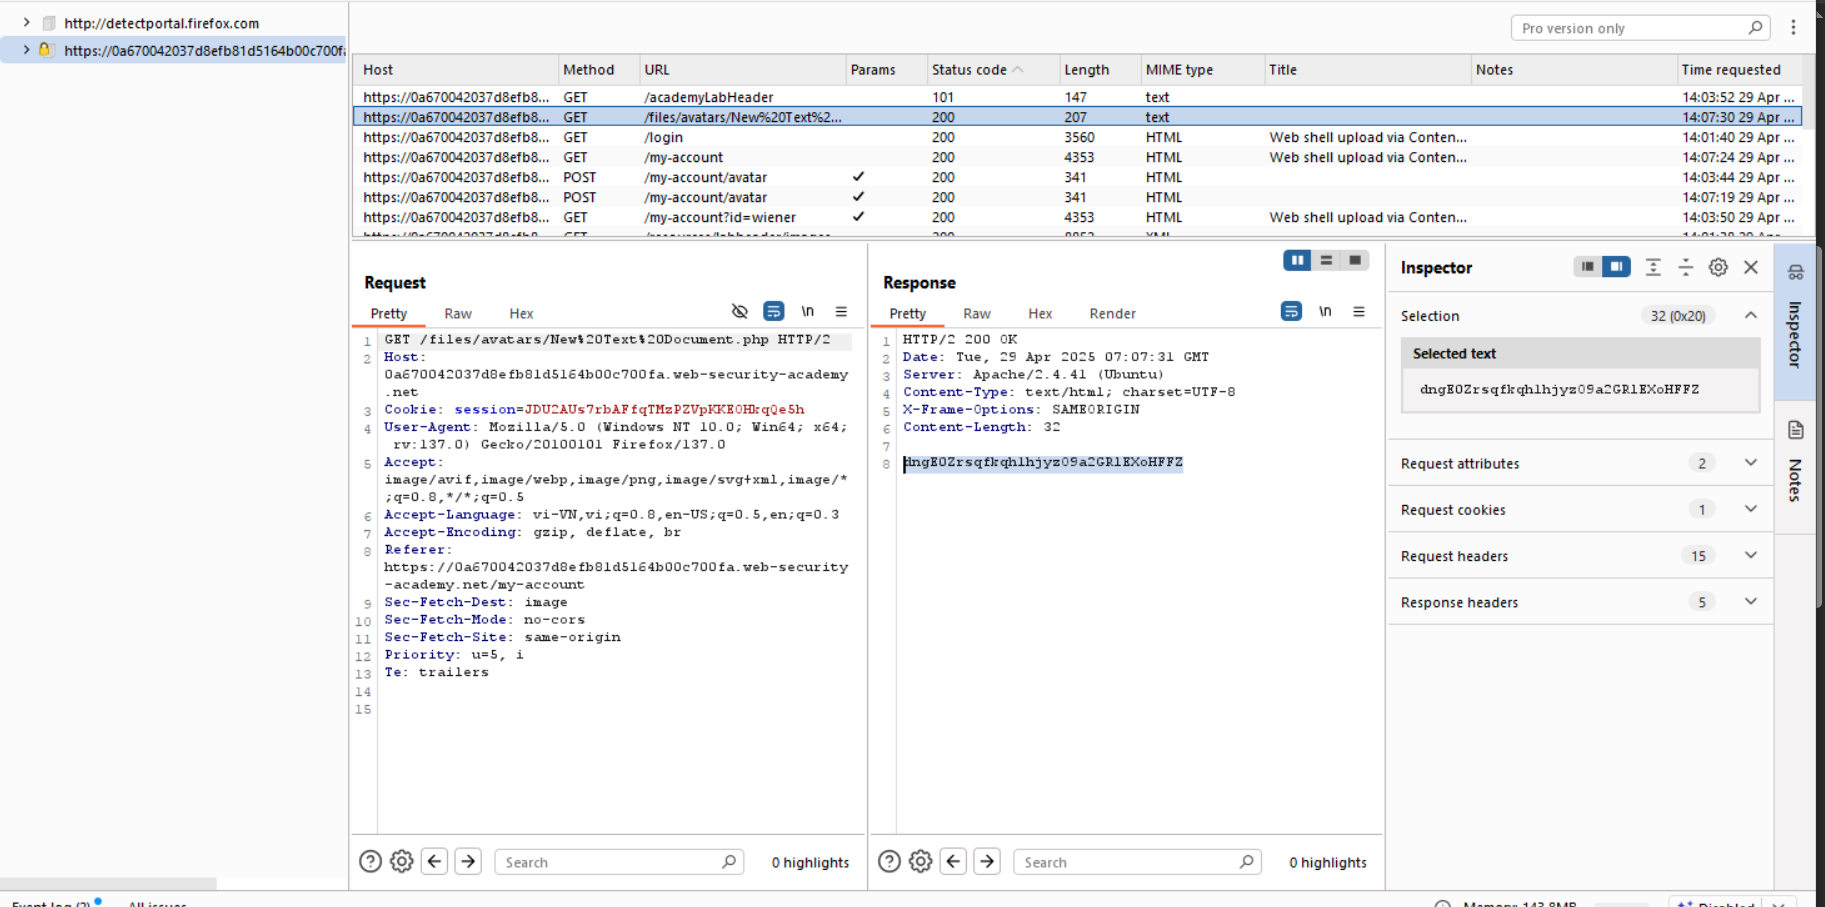 http://detectportal.firefox.com
https://0a670042037d8efb81d5164b00c700fa
Pro version only
Host Method URL Params Status code Length MIME type Title Notes Time requested
https://0a670042037d8efb8... GET /academyLabHeader 101 147 text 14:03:52 29 Apr ...
https://0a670042037d8efb8... GET /files/avatars/New%20Text%2... 200 207 text 14:07:30 29 Apr ...
https://0a670042037d8efb8... GET /login 200 3560 HTML Web shell upload via Conten... 14:01:40 29 Apr ...
https://0a670042037d8efb8... GET /my-account 200 4353 HTML Web shell upload via Conten... 14:07:24 29 Apr ...
https://0a670042037d8efb8... POST /my-account/avatar ✓ 200 341 HTML 14:03:44 29 Apr ...
https://0a670042037d8efb8... POST /my-account/avatar ✓ 200 341 HTML 14:07:19 29 Apr ...
https://0a670042037d8efb8... GET /my-account?id=wiener ✓ 200 4353 HTML Web shell upload via Conten... 14:03:50 29 Apr ...
Request
Pretty Raw Hex \n
1 GET /files/avatars/New%20Text%20Document.php HTTP/2
2 Host:
0a670042037d8efb81d5164b00c700fa.web-security-academy
.net
3 Cookie: session=JDU2AUs7rbAFfqTMzPZVpKKE0HkqQe5h
4 User-Agent: Mozilla/5.0 (Windows NT 10.0; Win64; x64;
rv:137.0) Gecko/20100101 Firefox/137.0
5 Accept:
image/avif,image/webp,image/png,image/svg+xml,image/*
;q=0.8,*/*;q=0.5
6 Accept-Language: vi-VN,vi;q=0.8,en-US;q=0.5,en;q=0.3
7 Accept-Encoding: gzip, deflate, br
8 Referer:
https://0a670042037d8efb81d5164b00c700fa.web-security
-academy.net/my-account
9 Sec-Fetch-Dest: image
10 Sec-Fetch-Mode: no-cors
11 Sec-Fetch-Site: same-origin
12 Priority: u=5, i
13 Te: trailers
14
15
Search 0 highlights
Response
Pretty Raw Hex Render \n
1 HTTP/2 200 OK
2 Date: Tue, 29 Apr 2025 07:07:31 GMT
3 Server: Apache/2.4.41 (Ubuntu)
4 Content-Type: text/html; charset=UTF-8
5 X-Frame-Options: SAMEORIGIN
6 Content-Length: 32
7
8 dngE0Zrsqfkqhlhjyz09a2GRlEXoHFFZ
Search 0 highlights
Inspector
Selection 32 (0x20)
Selected text
dngE0Zrsqfkqhlhjyz09a2GRlEXoHFFZ
Request attributes 2
Request cookies 1
Request headers 15
Response headers 5
Inspector
Notes
All issues
Memory: 143.8MB
Disabled